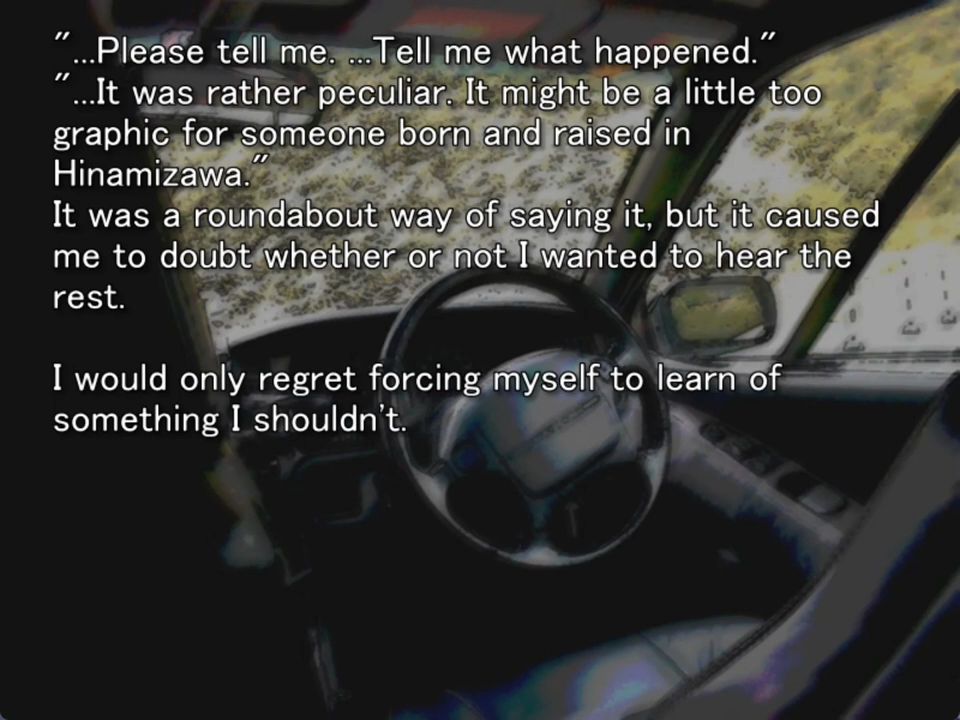 "...Please tell me. ...Tell me what happened."
"...It was rather peculiar. It might be a little too
graphic for someone born and raised in
Hinamizawa."
It was a roundabout way of saying it, but it caused
me to doubt whether or not I wanted to hear the
rest.
I would only regret forcing myself to learn of
something I shouldn't.